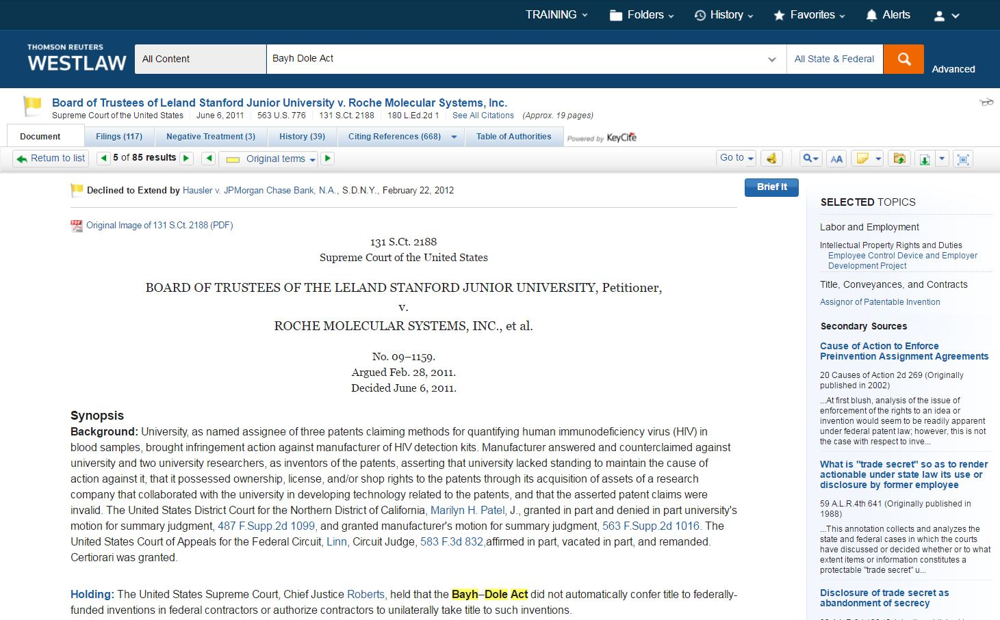 TRAINING Folders History Favorites Alerts
THOMSON REUTERS
WESTLAW
All Content
Bayh Dole Act
All State & Federal
Advanced
Board of Trustees of Leland Stanford Junior University v. Roche Molecular Systems, Inc.
Supreme Court of the United States June 6, 2011 563 U.S. 776 131 S.Ct. 2188 180 L.Ed.2d 1 See All Citations (Approx. 19 pages)
Document Filings (117) Negative Treatment (3) History (39) Citing References (668) Table of Authorities Powered by KeyCite
Return to list 5 of 85 results Original terms Go to AA
Declined to Extend by Hausler v. JPMorgan Chase Bank, N.A., S.D.N.Y., February 22, 2012
Brief It
Original Image of 131 S.Ct. 2188 (PDF)
131 S.Ct. 2188
Supreme Court of the United States
BOARD OF TRUSTEES OF THE LELAND STANFORD JUNIOR UNIVERSITY, Petitioner,
v.
ROCHE MOLECULAR SYSTEMS, INC., et al.
No. 09–1159.
Argued Feb. 28, 2011.
Decided June 6, 2011.
Synopsis
Background: University, as named assignee of three patents claiming methods for quantifying human immunodeficiency virus (HIV) in
blood samples, brought infringement action against manufacturer of HIV detection kits. Manufacturer answered and counterclaimed against
university and two university researchers, as inventors of the patents, asserting that university lacked standing to maintain the cause of
action against it, that it possessed ownership, license, and/or shop rights to the patents through its acquisition of assets of a research
company that collaborated with the university in developing technology related to the patents, and that the asserted patent claims were
invalid. The United States District Court for the Northern District of California, Marilyn H. Patel, J., granted in part and denied in part university's
motion for summary judgment, 487 F.Supp.2d 1099, and granted manufacturer's motion for summary judgment, 563 F.Supp.2d 1016. The
United States Court of Appeals for the Federal Circuit, Linn, Circuit Judge, 583 F.3d 832,affirmed in part, vacated in part, and remanded.
Certiorari was granted.
Holding: The United States Supreme Court, Chief Justice Roberts, held that the Bayh–Dole Act did not automatically confer title to federally-
funded inventions in federal contractors or authorize contractors to unilaterally take title to such inventions.
SELECTED TOPICS
Labor and Employment
Intellectual Property Rights and Duties
Employee Control Device and Employer
Development Project
Title, Conveyances, and Contracts
Assignor of Patentable Invention
Secondary Sources
Cause of Action to Enforce
Preinvention Assignment Agreements
20 Causes of Action 2d 269 (Originally
published in 2002)
...At first blush, analysis of the issue of
enforcement of the rights to an idea or
invention would seem to be readily apparent
under federal patent law; however, this is not
the case with respect to inve...
What is "trade secret" so as to render
actionable under state law its use or
disclosure by former employee
59 A.L.R.4th 641 (Originally published in
1988)
...This annotation collects and analyzes the
state and federal cases in which the courts
have discussed or decided whether or to what
extent items or information constitutes a
protectable "trade secret" u...
Disclosure of trade secret as
abandonment of secrecy